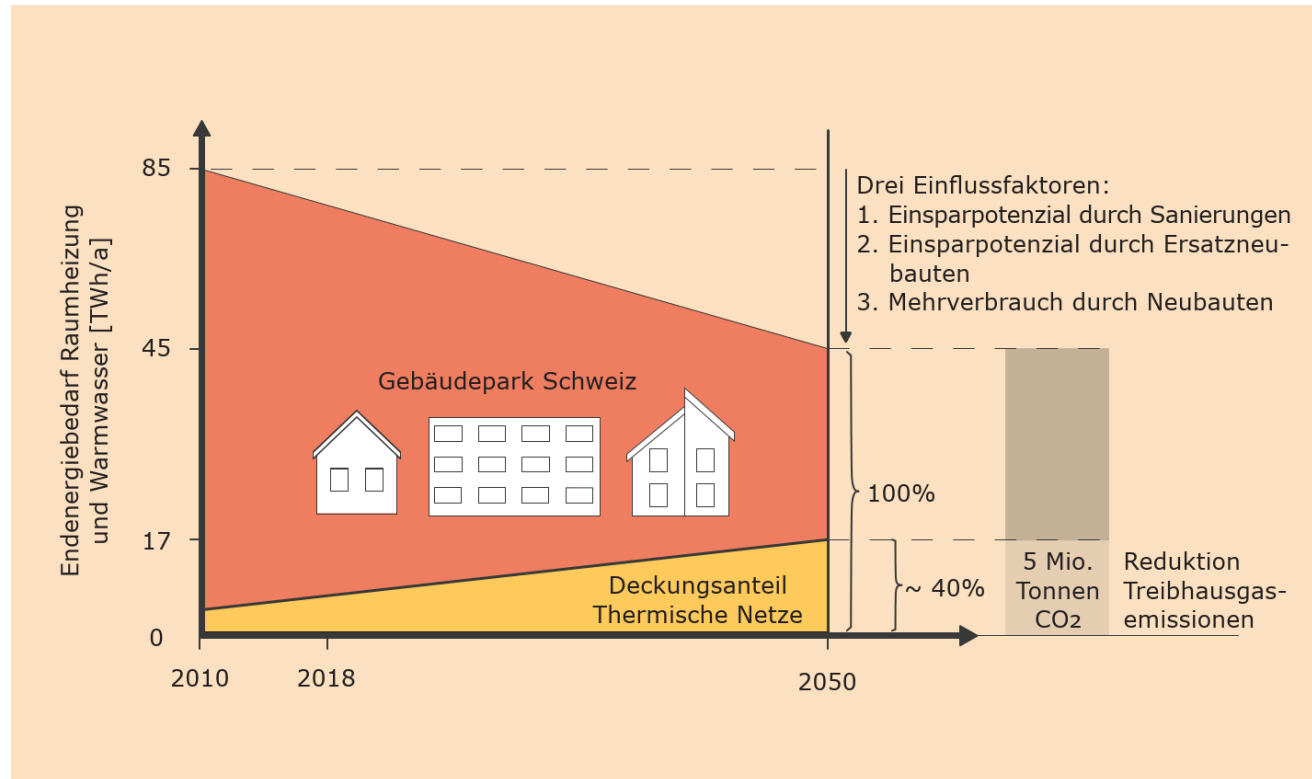 Endenergiebedarf Raumheizung
und Warmwasser [TWh/a]
85
45
17
0
2010
2018
2050
Gebäudepark Schweiz
Deckungsanteil
Thermische Netze
Drei Einflussfaktoren:
1. Einsparpotenzial durch Sanierungen
2. Einsparpotenzial durch Ersatzneu-
bauten
3. Mehrverbrauch durch Neubauten
100%
~ 40%
5 Mio.
Tonnen
CO2
Reduktion
Treibhausgas-
emissionen